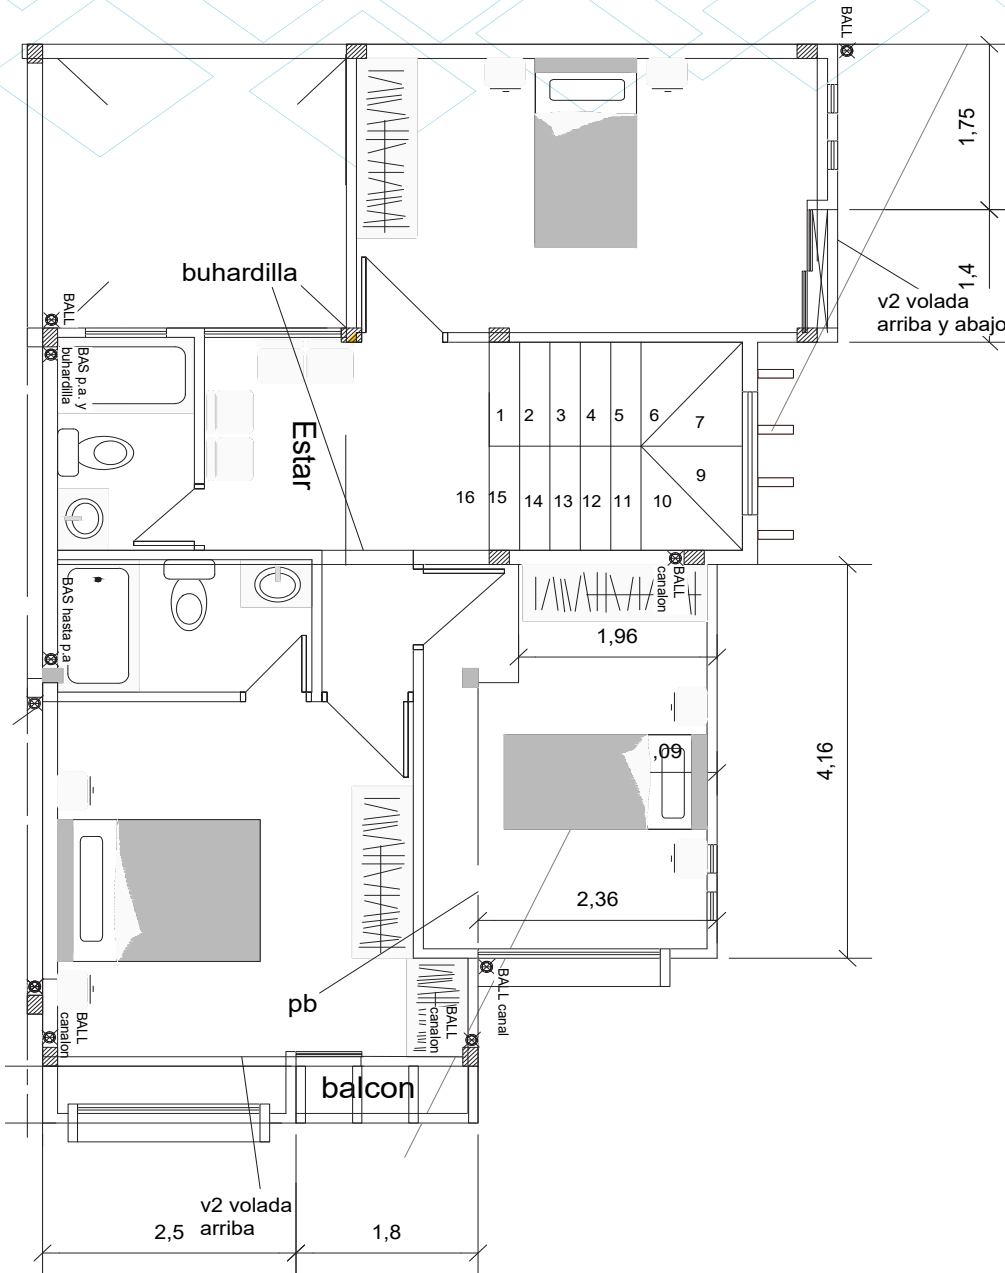 BALL
1,75
buhardilla
1,4
v2 volada
arriba y abajo
BALL
BAS p.a. y
buhardilla
Estar
1
2
3
4
5
6
7
9
16
15
14
13
12
11
10
BAS hasta p.a
BALL
canalon
1,96
,09
4,16
2,36
pb
BALL
canalon
BALL
canalon
BALL canal
balcon
v2 volada
arriba
2,5
1,8